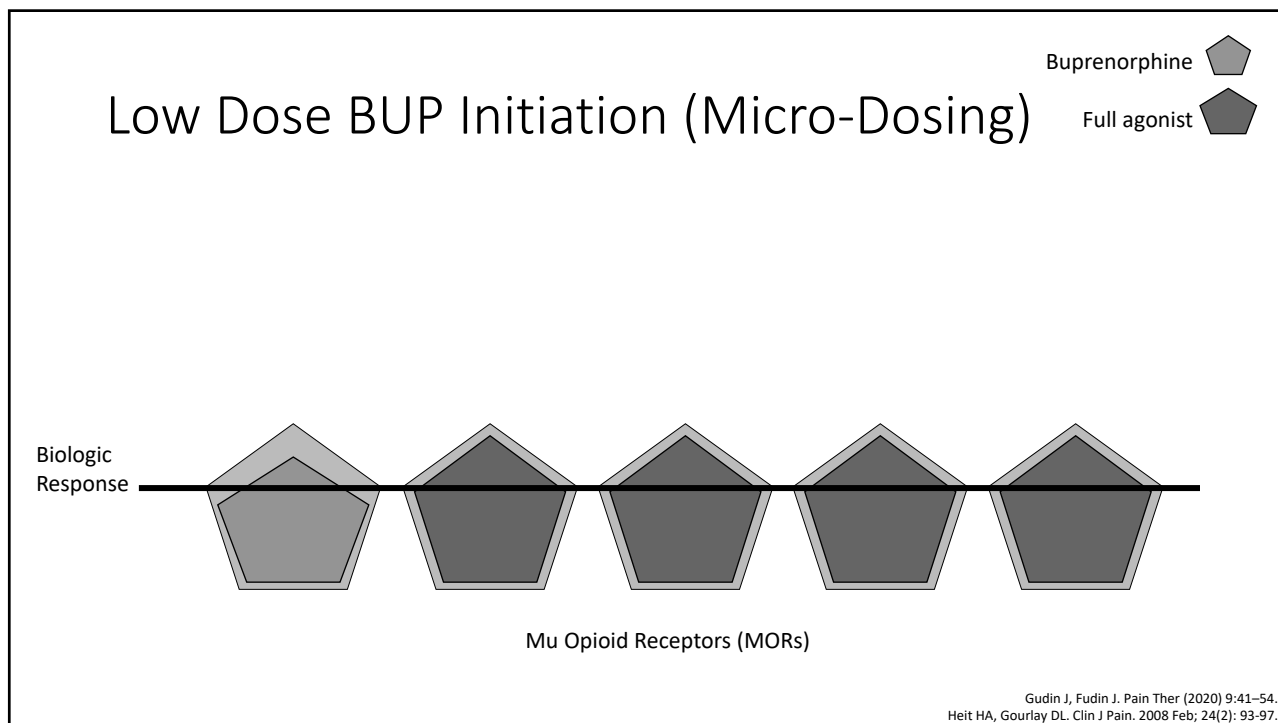 Buprenorphine
Low Dose BUP Initiation (Micro-Dosing)
Full agonist
Biologic
Response
Mu Opioid Receptors (MORs)
Gudin J, Fudin J. Pain Ther (2020) 9:41–54.
Heit HA, Gourlay DL. Clin J Pain. 2008 Feb; 24(2): 93-97.